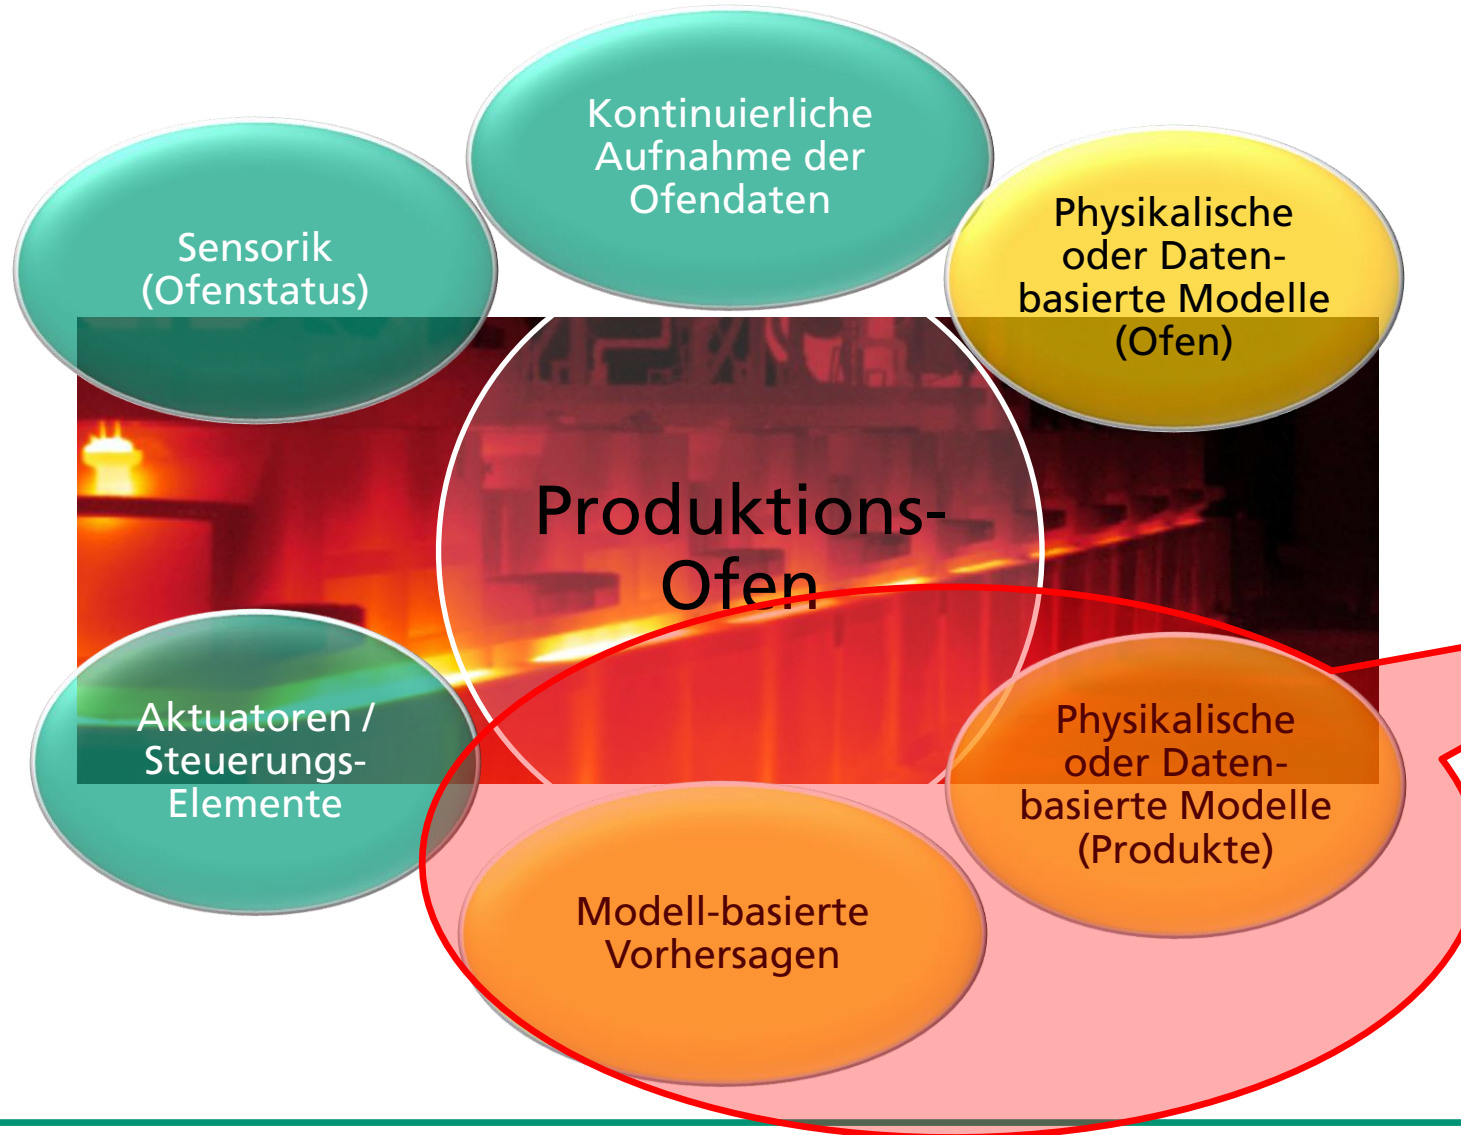 Kontinuierliche
Aufnahme der
Ofendaten
Sensorik
(Ofenstatus)
Physikalische
oder Daten-
basierte Modelle
(Ofen)
Produktions-
Ofen
Aktuatoren /
Steuerungs-
Elemente
Physikalische
oder Daten-
basierte Modelle
(Produkte)
Modell-basierte
Vorhersagen